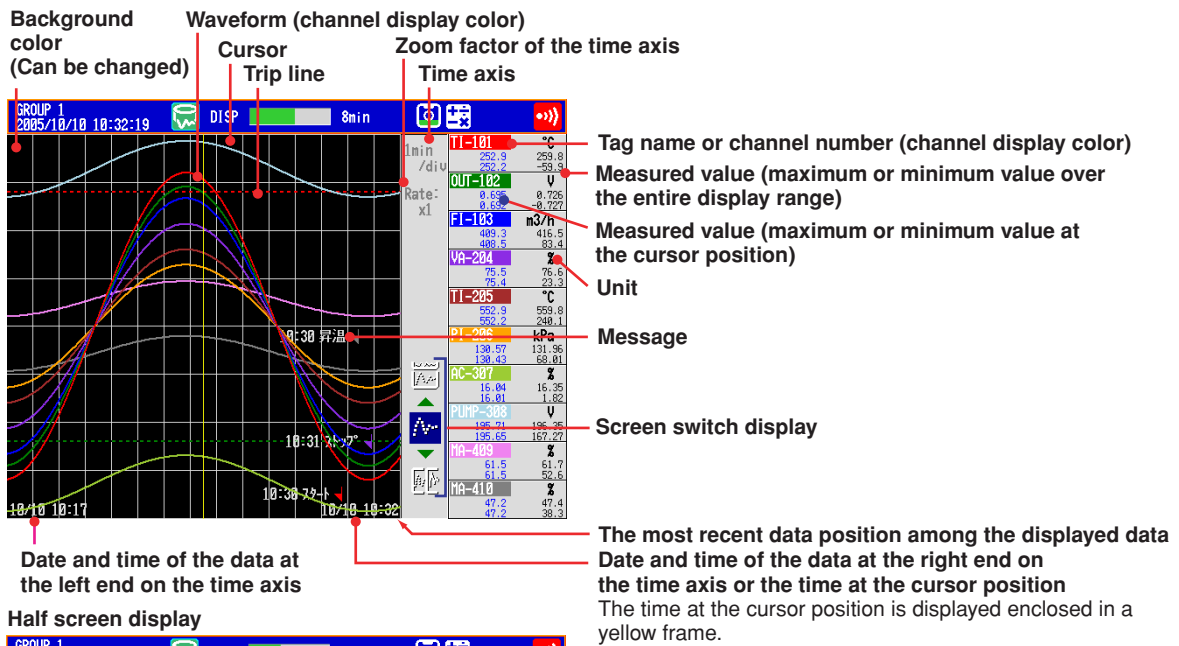 Background
color
(Can be changed)
Waveform (channel display color)
Cursor
Trip line
Zoom factor of the time axis
Time axis
GROUP 1
2005/10/10 10:32:19
DISP
8min
1min
/div
Rate:
x1
TI-101 °C
252.9 259.8
252.2 -59.9
OUT-102 V
0.695 0.726
0.692 -0.727
FI-103 m3/h
409.3 416.5
408.5 83.4
VA-204 %
75.5 76.6
75.4 23.3
TI-205 °C
552.9 559.8
552.2 240.1
PI-206 kPa
130.57 131.96
130.43 68.01
AC-307 %
16.04 16.35
16.01 1.82
PUMP-308 V
195.71 196.35
195.65 167.27
MA-409 %
61.5 61.7
61.5 52.6
MA-410 %
47.2 47.4
47.2 38.3
10:30 昇温
10:31 ストップ
10:30 スタート
10/10 10:17
10/10 10:32
Tag name or channel number (channel display color)
Measured value (maximum or minimum value over
the entire display range)
Measured value (maximum or minimum value at
the cursor position)
Unit
Message
Screen switch display
The most recent data position among the displayed data
Date and time of the data at
the left end on the time axis
Date and time of the data at the right end on
the time axis or the time at the cursor position
The time at the cursor position is displayed enclosed in a
yellow frame.
Half screen display
GROUP 1